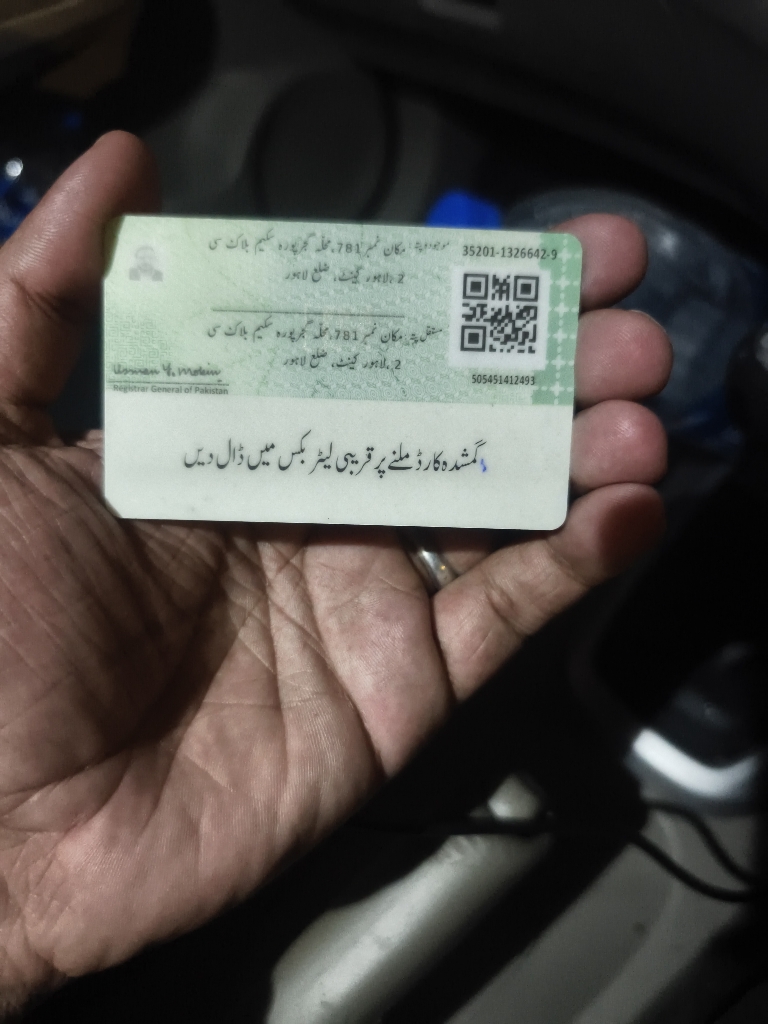 موجودہ پتہ: مکان نمبر 781، محلہ گجرپورہ سکیم بلاک سی
2، لاہور کینٹ، ضلع لاہور
35201-1326642-9
مستقل پتہ: مکان نمبر 781، محلہ گجرپورہ سکیم بلاک سی
2، لاہور کینٹ، ضلع لاہور
505451412493
Usman Y. Mobin
Registrar General of Pakistan
گمشدہ کارڈ ملنے پر قریبی لیٹر بکس میں ڈال دیں